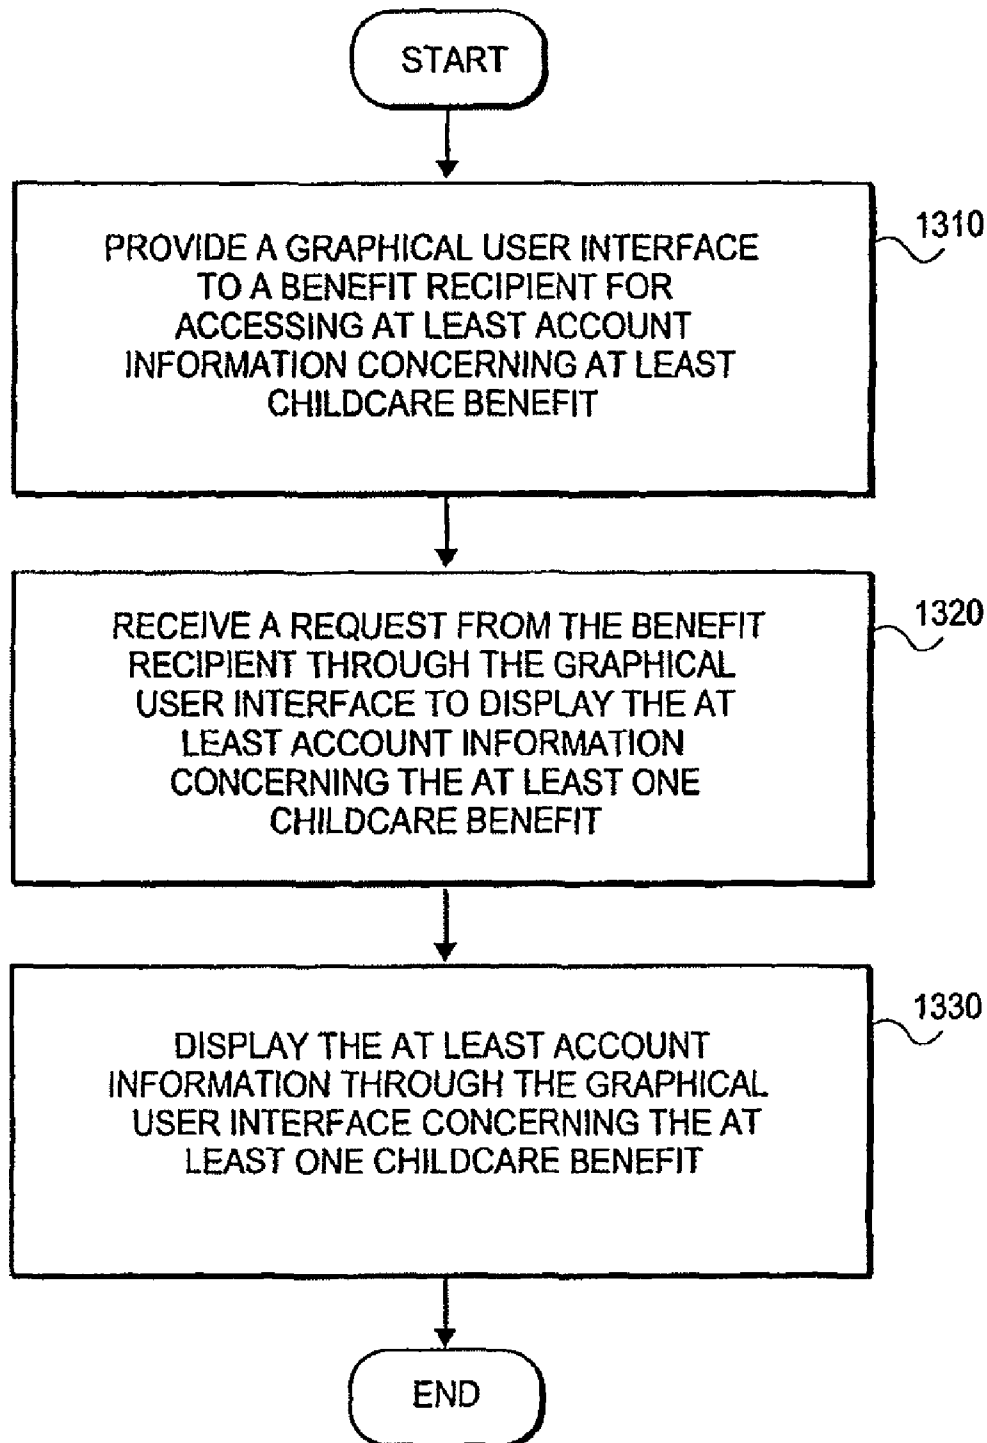 START
PROVIDE A GRAPHICAL USER INTERFACE
TO A BENEFIT RECIPIENT FOR
ACCESSING AT LEAST ACCOUNT
INFORMATION CONCERNING AT LEAST
CHILDCARE BENEFIT
1310
RECEIVE A REQUEST FROM THE BENEFIT
RECIPIENT THROUGH THE GRAPHICAL
USER INTERFACE TO DISPLAY THE AT
LEAST ACCOUNT INFORMATION
CONCERNING THE AT LEAST ONE
CHILDCARE BENEFIT
1320
DISPLAY THE AT LEAST ACCOUNT
INFORMATION THROUGH THE GRAPHICAL
USER INTERFACE CONCERNING THE AT
LEAST ONE CHILDCARE BENEFIT
1330
END